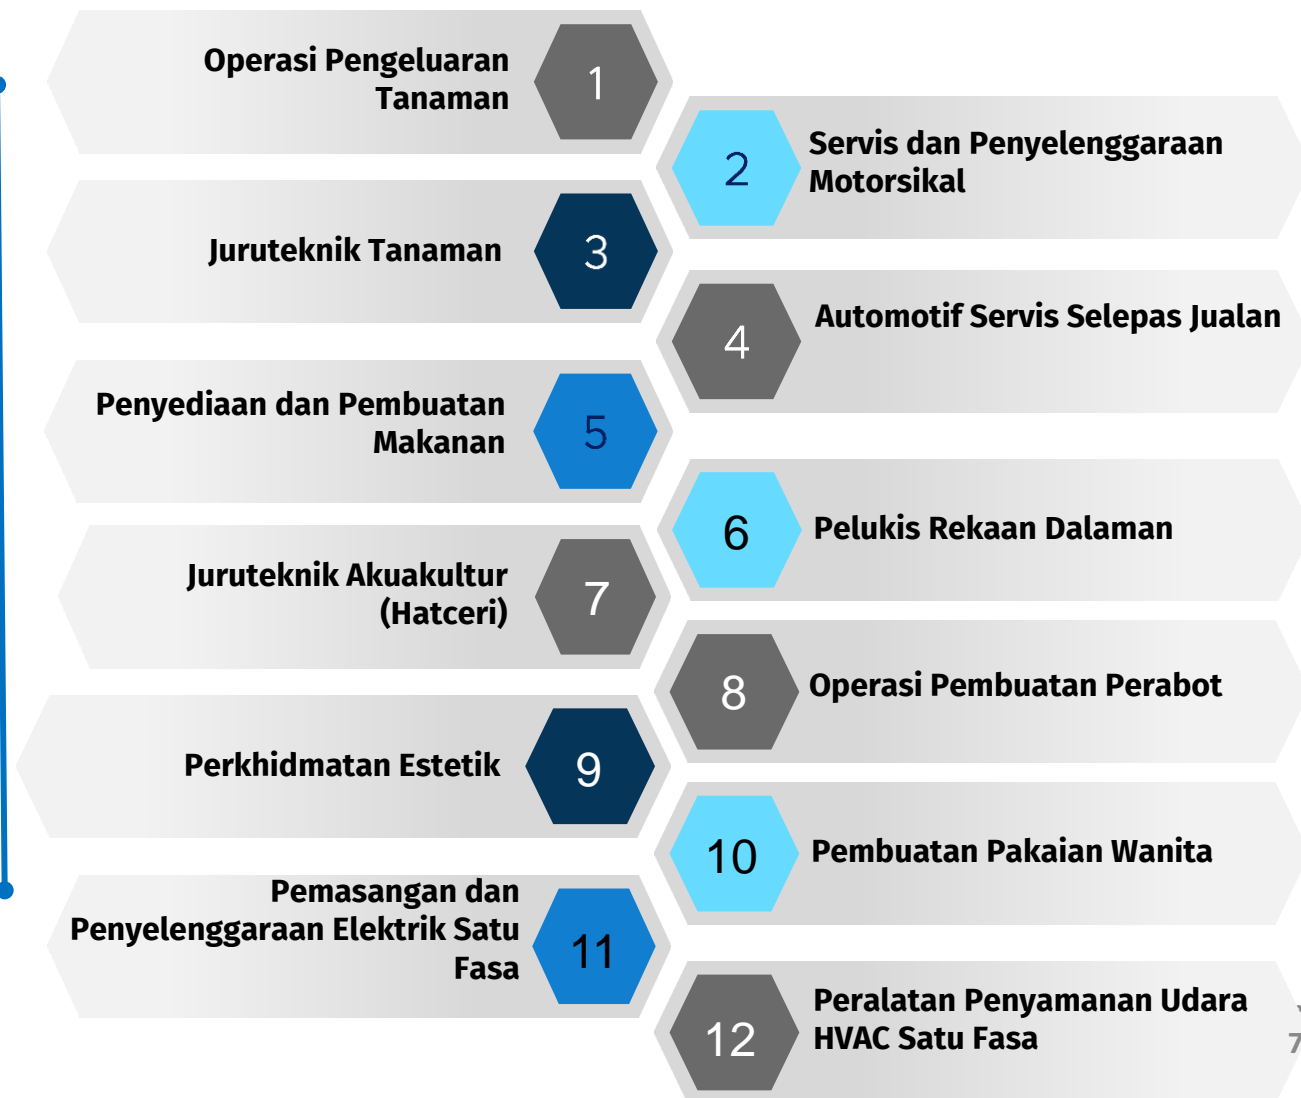 Operasi Pengeluaran
Tanaman
1
2
Servis dan Penyelenggaraan
Motorsikal
Juruteknik Tanaman
3
4
Automotif Servis Selepas Jualan
Penyediaan dan Pembuatan
Makanan
5
6
Pelukis Rekaan Dalaman
Juruteknik Akuakultur
(Hatceri)
7
8
Operasi Pembuatan Perabot
Perkhidmatan Estetik
9
10
Pembuatan Pakaian Wanita
Pemasangan dan
Penyelenggaraan Elektrik Satu
Fasa
11
12
Peralatan Penyamanan Udara
HVAC Satu Fasa
7